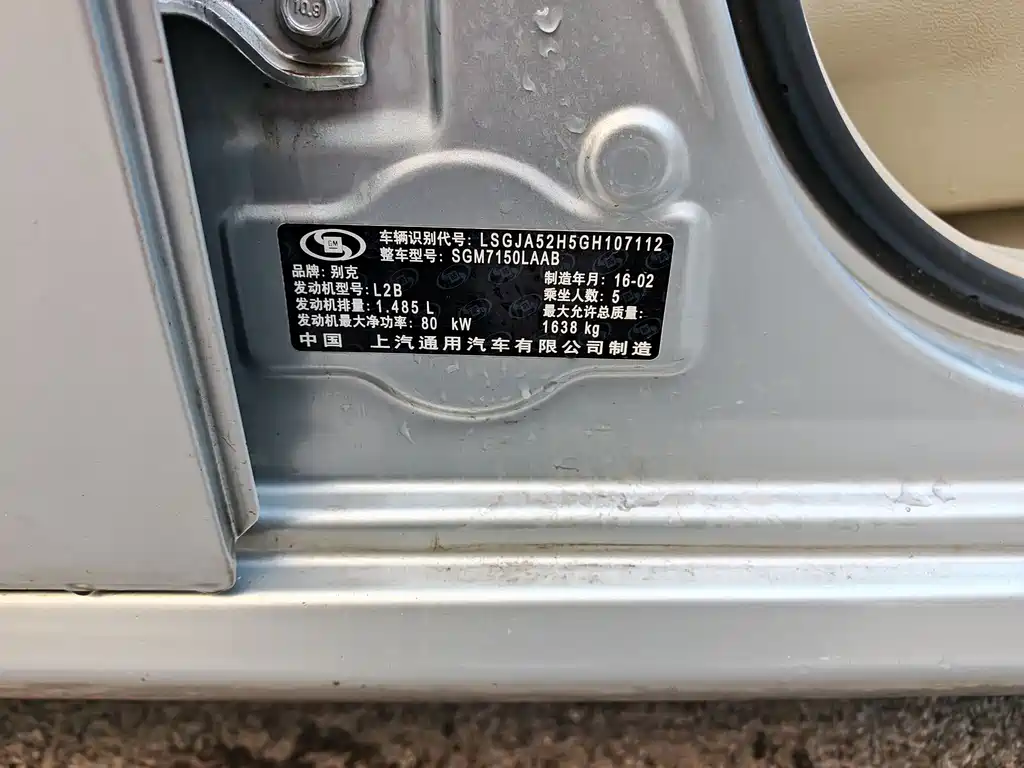 10.9
GM
车辆识别代号: LSGJA52H5GH107112
整车型号: SGM7150LAAB
品牌: 别克
制造年月: 16-02
发动机型号: L2B
乘坐人数: 5
发动机排量: 1.485 L
最大允许总质量:
发动机最大净功率: 80 kW
1638 kg
中国 上汽通用汽车有限公司制造